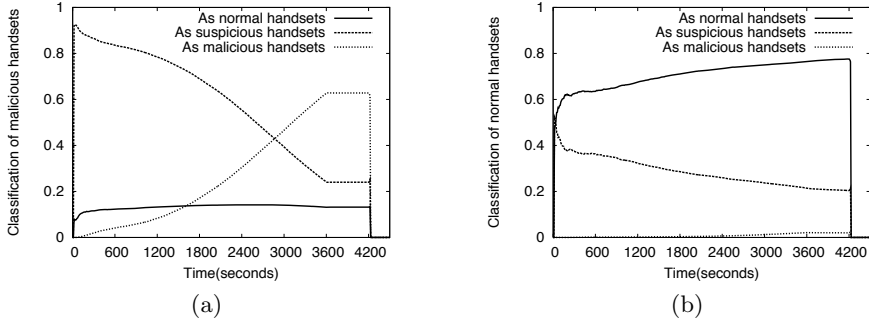 Classification of malicious handsets
1
0.8
0.6
0.4
0.2
0
As normal handsets
As suspicious handsets
As malicious handsets
0 600 1200 1800 2400 3000 3600 4200
Time(seconds)
(a)
Classification of normal handsets
1
0.8
0.6
0.4
0.2
0
As normal handsets
As suspicious handsets
As malicious handsets
0 600 1200 1800 2400 3000 3600 4200
Time(seconds)
(b)